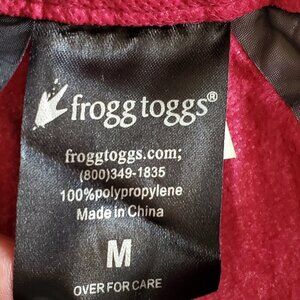 frogg toggs®
froggtoggs.com;
(800)349-1835
100%polypropylene
Made in China
M
OVER FOR CARE